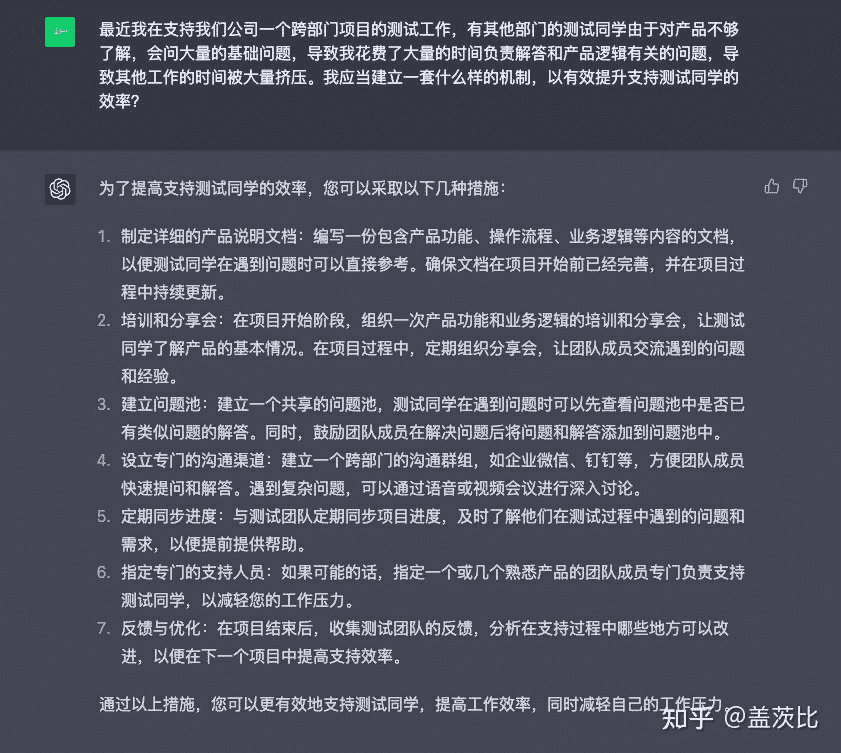 最近我在支持我们公司一个跨部门项目的测试工作，有其他部门的测试同学由于对产品不够
了解，会问大量的基础问题，导致我花费了大量的时间负责解答和产品逻辑有关的问题，导
致其他工作的时间被大量挤压。我应当建立一套什么样的机制，以有效提升支持测试同学的
效率？
为了提高支持测试同学的效率，您可以采取以下几种措施：
1. 制定详细的产品说明文档：编写一份包含产品功能、操作流程、业务逻辑等内容的文档，
以便测试同学在遇到问题时可以直接参考。确保文档在项目开始前已经完善，并在项目过
程中持续更新。
2. 培训和分享会：在项目开始阶段，组织一次产品功能和业务逻辑的培训和分享会，让测试
同学了解产品的基本情况。在项目过程中，定期组织分享会，让团队成员交流遇到的问题
和经验。
3. 建立问题池：建立一个共享的问题池，测试同学在遇到问题时可以先查看问题池中是否已
有类似问题的解答。同时，鼓励团队成员在解决问题后将问题和解答添加到问题池中。
4. 设立专门的沟通渠道：建立一个跨部门的沟通群组，如企业微信、钉钉等，方便团队成员
快速提问和解答。遇到复杂问题，可以通过语音或视频会议进行深入讨论。
5. 定期同步进度：与测试团队定期同步项目进度，及时了解他们在测试过程中遇到的问题和
需求，以便提前提供帮助。
6. 指定专门的支持人员：如果可能的话，指定一个或几个熟悉产品的团队成员专门负责支持
测试同学，以减轻您的工作压力。
7. 反馈与优化：在项目结束后，收集测试团队的反馈，分析在支持过程中哪些地方可以改
进，以便在下一个项目中提高支持效率。
通过以上措施，您可以更有效地支持测试同学，提高工作效率，同时减轻自己的工作压力。
知乎 @盖茨比